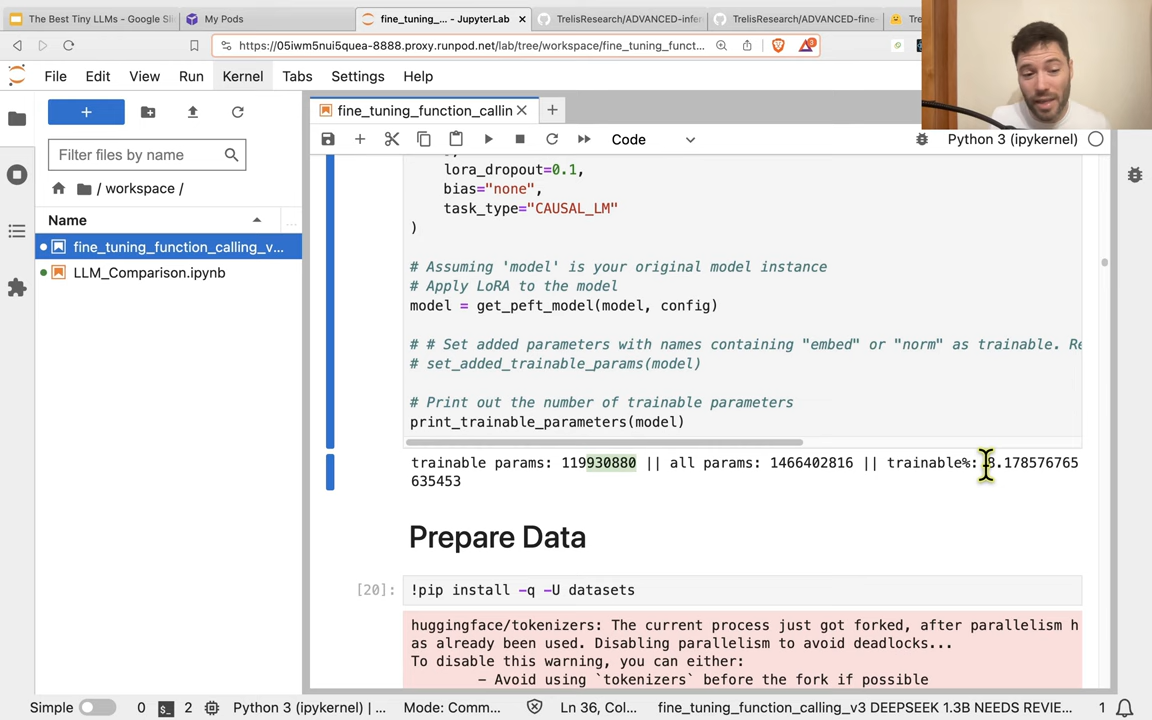 The Best Tiny LLMs - Google Sli
My Pods
fine_tuning_... - JupyterLab
TrelisResearch/ADVANCED-infer
TrelisResearch/ADVANCED-fine-
https://05iwm5nui5quea-8888.proxy.runpod.net/lab/tree/workspace/fine_tuning_funct...
File Edit View Run Kernel Tabs Settings Help
fine_tuning_function_callin
Code
Python 3 (ipykernel)
Filter files by name
/ workspace /
Name
fine_tuning_function_calling_v...
LLM_Comparison.ipynb
lora_dropout=0.1,
bias="none",
task_type="CAUSAL_LM"
)
# Assuming 'model' is your original model instance
# Apply LoRA to the model
model = get_peft_model(model, config)
# # Set added parameters with names containing "embed" or "norm" as trainable. Re
# set_added_trainable_params(model)
# Print out the number of trainable parameters
print_trainable_parameters(model)
trainable params: 119930880 || all params: 1466402816 || trainable%: 8.178576765
635453
Prepare Data
[20]: !pip install -q -U datasets
huggingface/tokenizers: The current process just got forked, after parallelism h
as already been used. Disabling parallelism to avoid deadlocks...
To disable this warning, you can either:
- Avoid using `tokenizers` before the fork if possible
Simple 0 2 Python 3 (ipykernel) | ... Mode: Comm... Ln 36, Col... fine_tuning_function_calling_v3 DEEPSEEK 1.3B NEEDS REVIE... 1